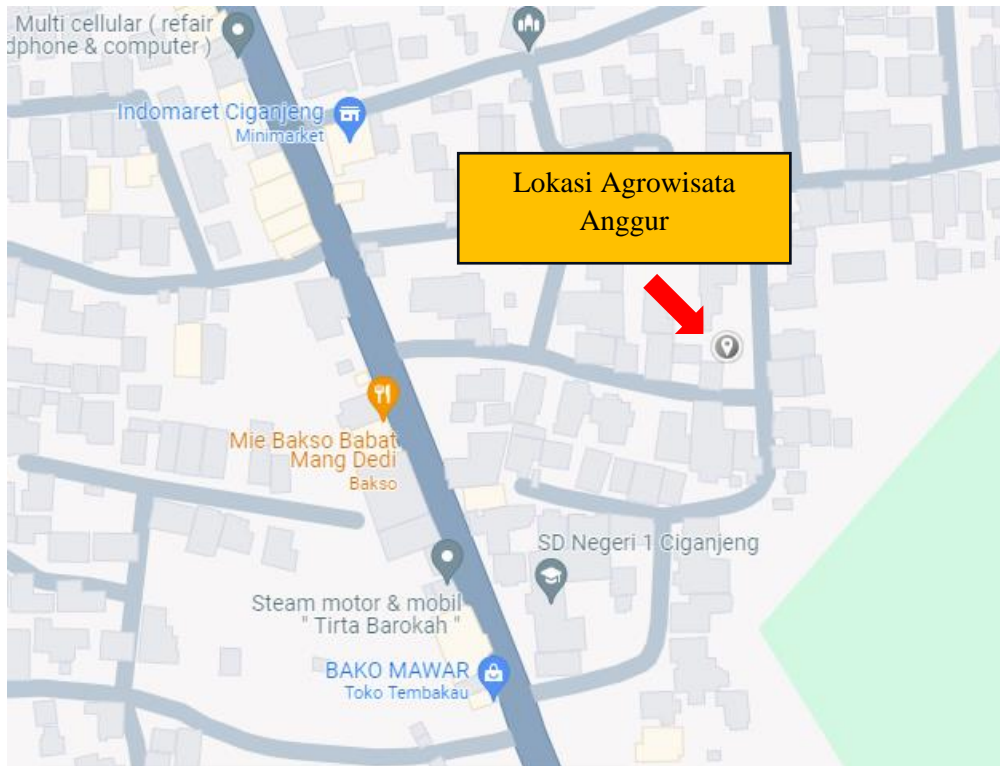 Multi cellular ( refair
dphone & computer )
Indomaret Ciganjeng
Minimarket
Lokasi Agrowisata
Anggur
Mie Bakso Babat
Mang Dedi
Bakso
SD Negeri 1 Ciganjeng
Steam motor & mobil
" Tirta Barokah "
BAKO MAWAR
Toko Tembakau